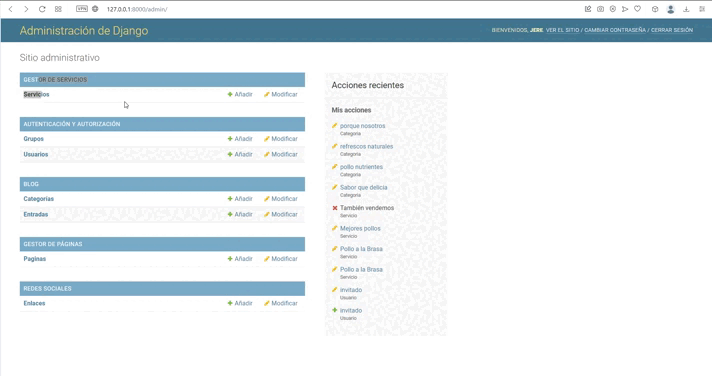 VPN 127.0.0.1:8000/admin/
Administración de Django
BIENVENIDOS, JERE. VER EL SITIO / CAMBIAR CONTRASEÑA / CERRAR SESIÓN
Sitio administrativo
GESTOR DE SERVICIOS
Servicios Añadir Modificar
AUTENTICACIÓN Y AUTORIZACIÓN
Grupos Añadir Modificar
Usuarios Añadir Modificar
BLOG
Categorías Añadir Modificar
Entradas Añadir Modificar
GESTOR DE PÁGINAS
Paginas Añadir Modificar
REDES SOCIALES
Enlaces Añadir Modificar
Acciones recientes
Mis acciones
porque nosotros
Categoria
refrescos naturales
Categoria
pollo nutrientes
Categoria
Sabor que delicia
Categoria
También vendemos
Servicio
Mejores pollos
Servicio
Pollo a la Brasa
Servicio
Pollo a la Brasa
Servicio
invitado
Usuario
invitado
Usuario